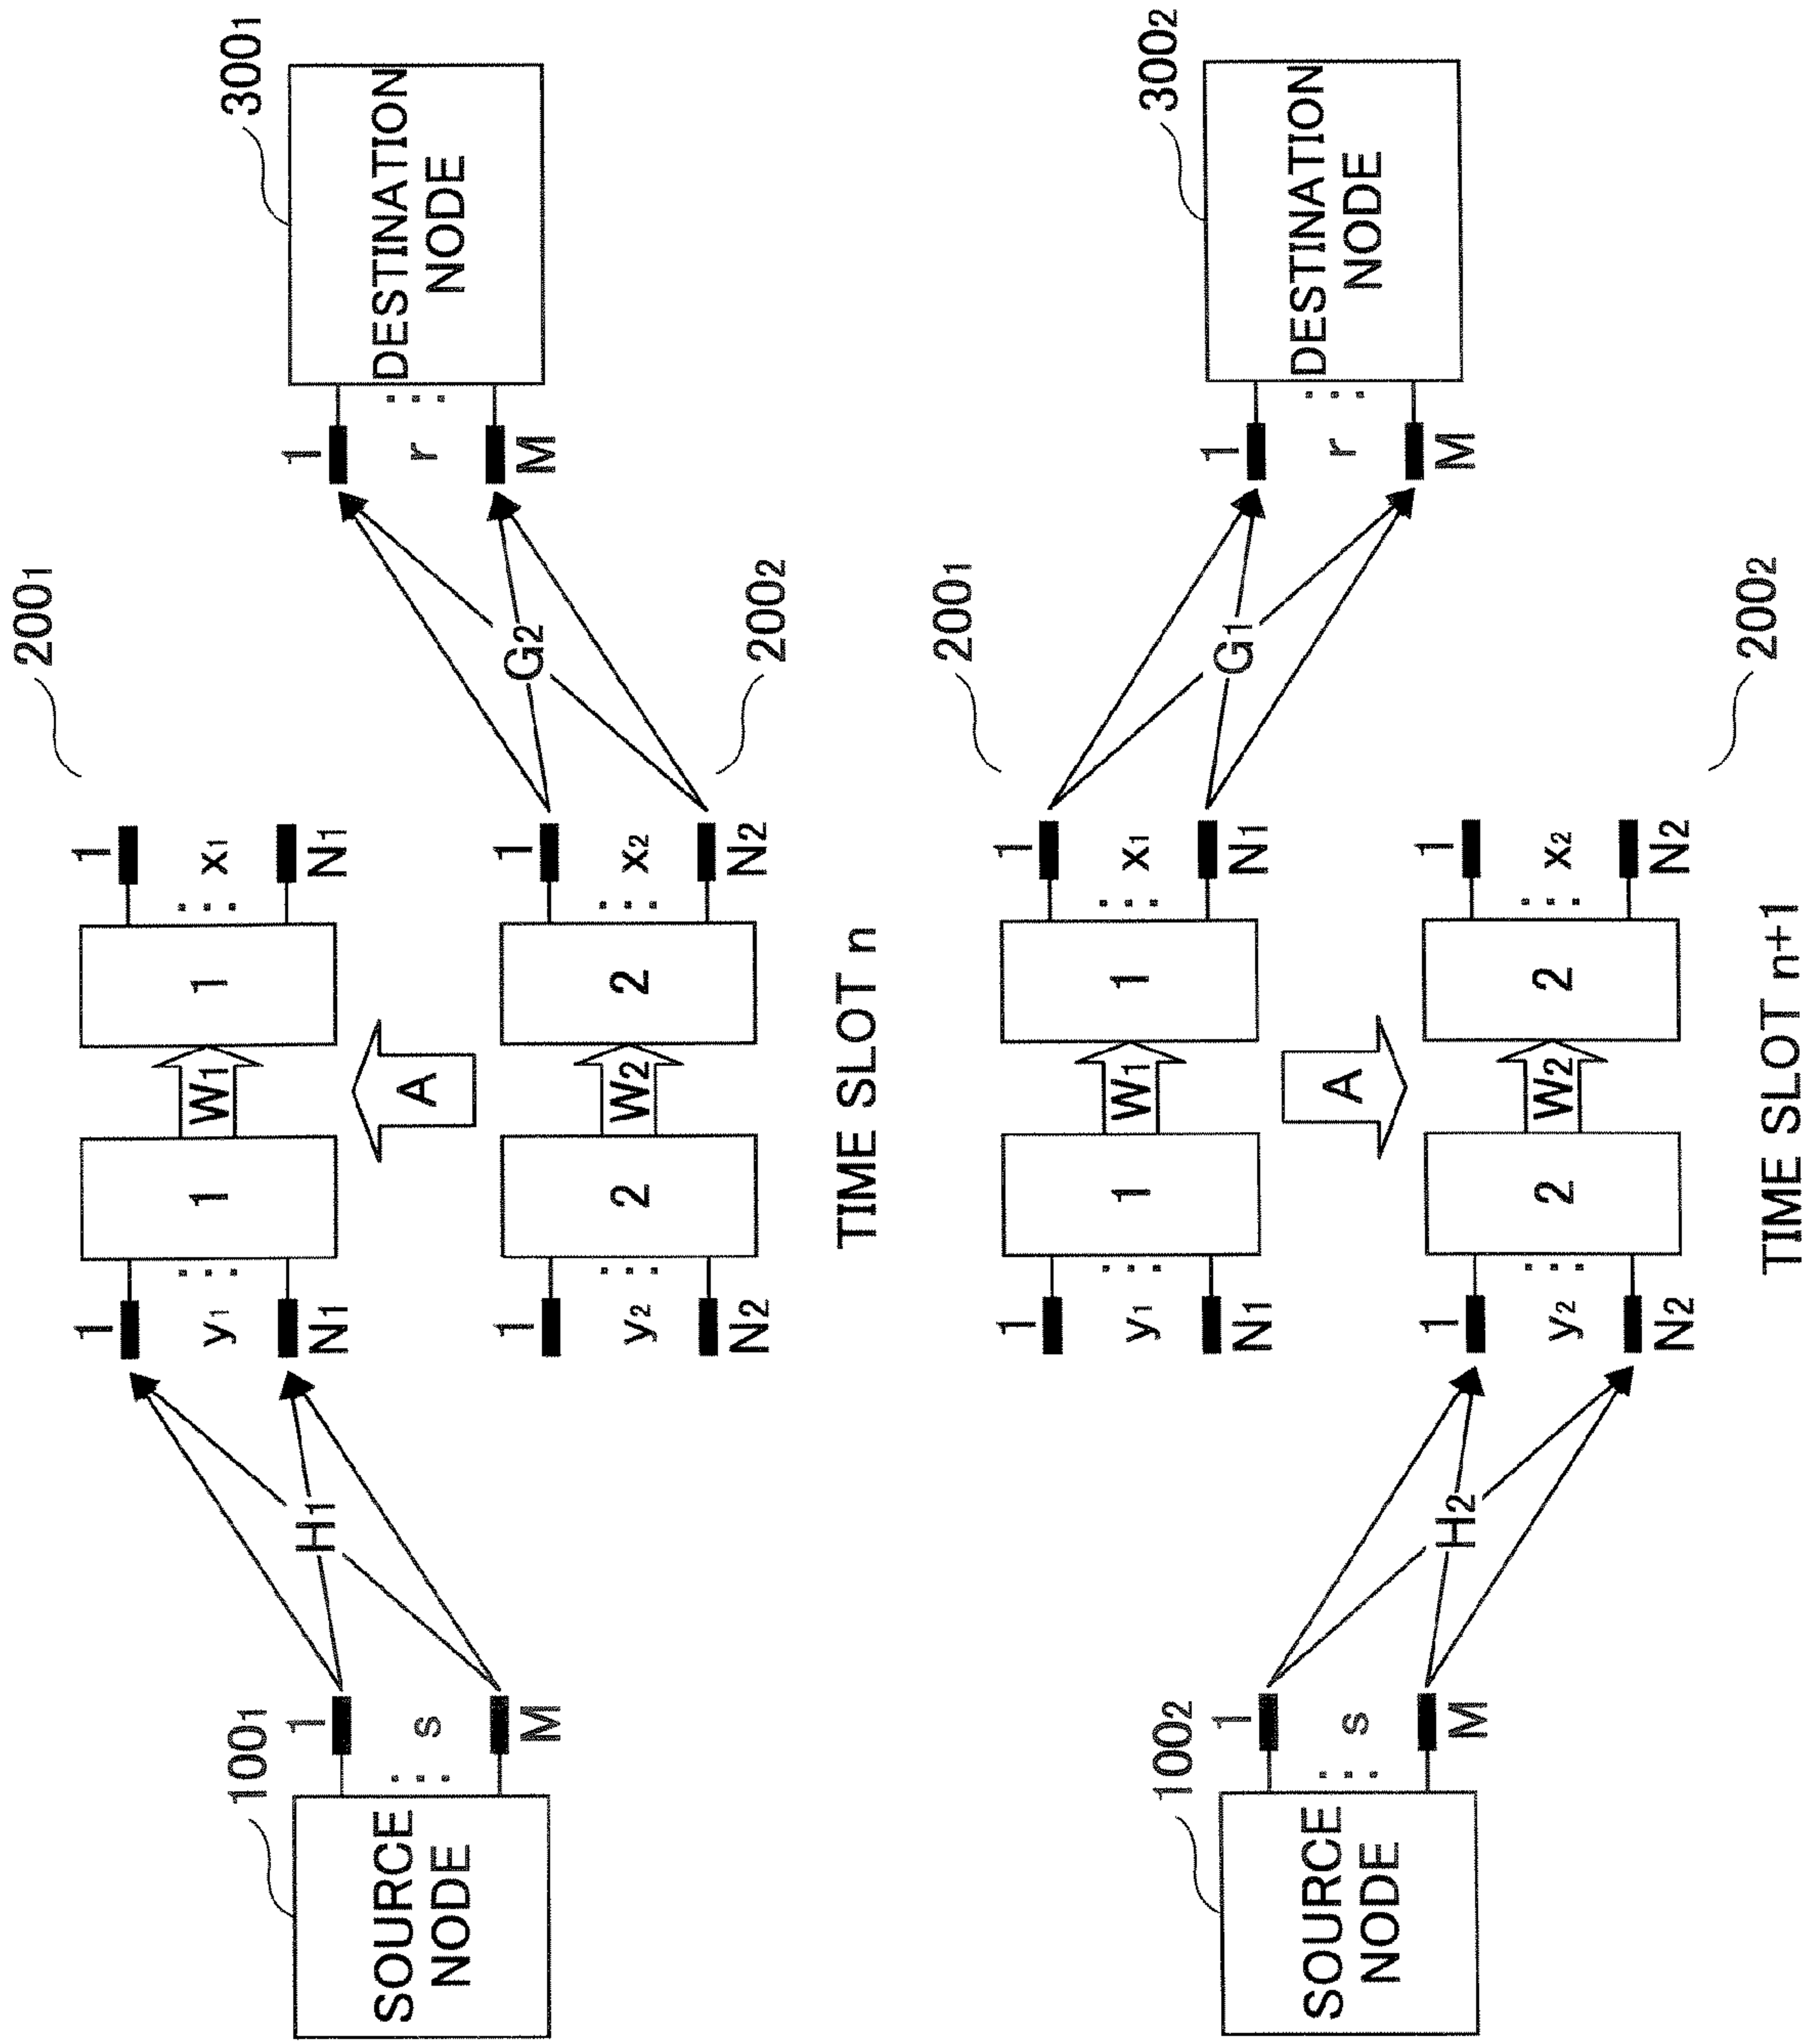 2001
1001
3001
1
1
1
1
y1
x1
1
1
SOURCE
NODE
s
H1
N1
W1
N1
r
DESTINATION
NODE
M
A
G2
M
1
1
y2
2
W2
2
x2
N2
N2
2002
TIME SLOT n
2001
1002
3002
1
1
1
1
y1
1
W1
1
x1
SOURCE
NODE
s
N1
N1
G1
r
DESTINATION
NODE
M
A
M
H2
1
1
y2
2
W2
2
x2
N2
N2
2002
TIME SLOT n+1